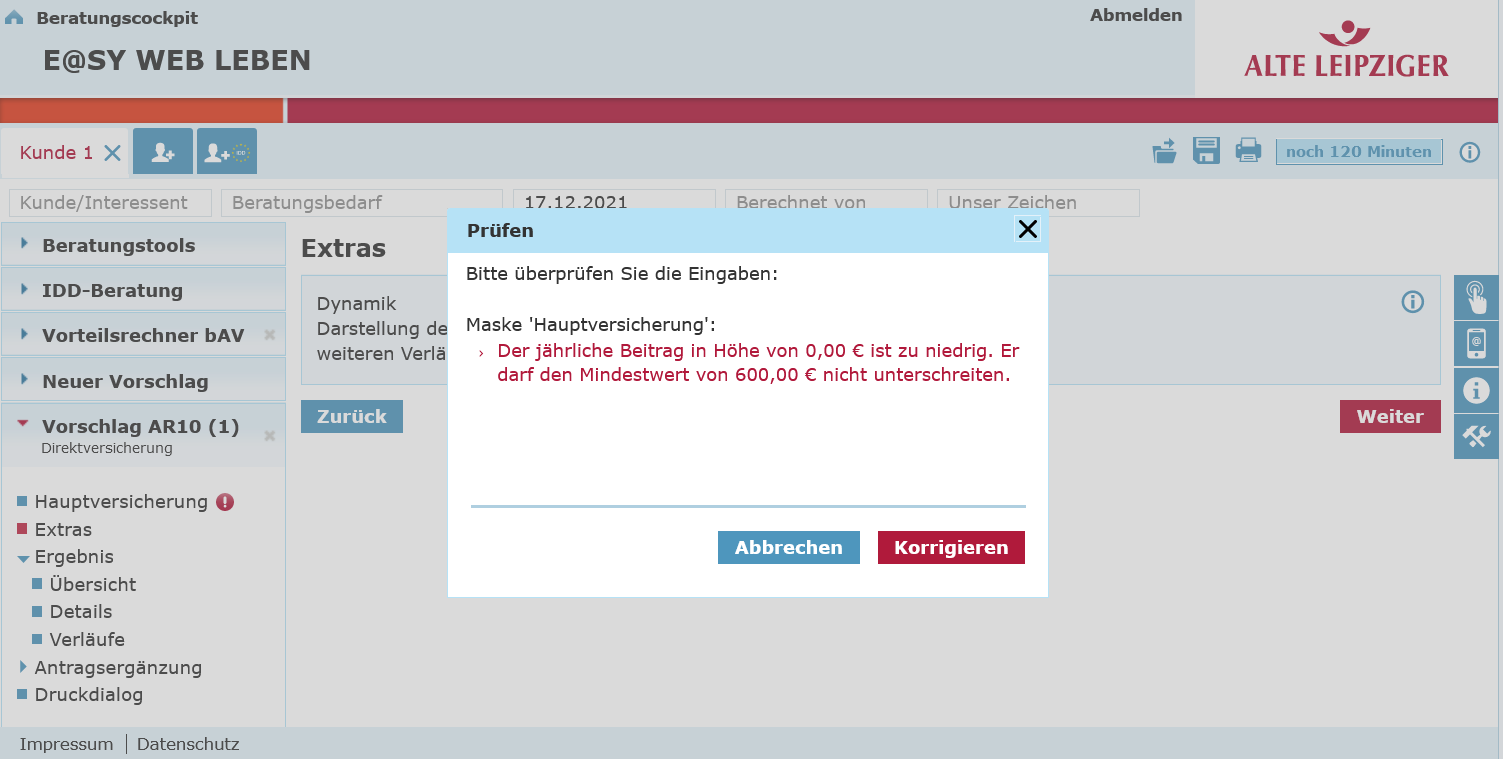 Beratungscockpit
Abmelden
E@SY WEB LEBEN
ALTE LEIPZIGER
Kunde 1
IDD
noch 120 Minuten
Kunde/Interessent
Beratungsbedarf
17.12.2021
Berechnet von
Unser Zeichen
Beratungstools
IDD-Beratung
Vorteilsrechner bAV
Neuer Vorschlag
Vorschlag AR10 (1)
Direktversicherung
Hauptversicherung
Extras
Ergebnis
Übersicht
Details
Verläufe
Antragsergänzung
Druckdialog
Extras
Dynamik
Darstellung de
weiteren Verlä
Zurück
Weiter
Prüfen
Bitte überprüfen Sie die Eingaben:
Maske 'Hauptversicherung':
› Der jährliche Beitrag in Höhe von 0,00 € ist zu niedrig. Er
darf den Mindestwert von 600,00 € nicht unterschreiten.
Abbrechen
Korrigieren
Impressum | Datenschutz